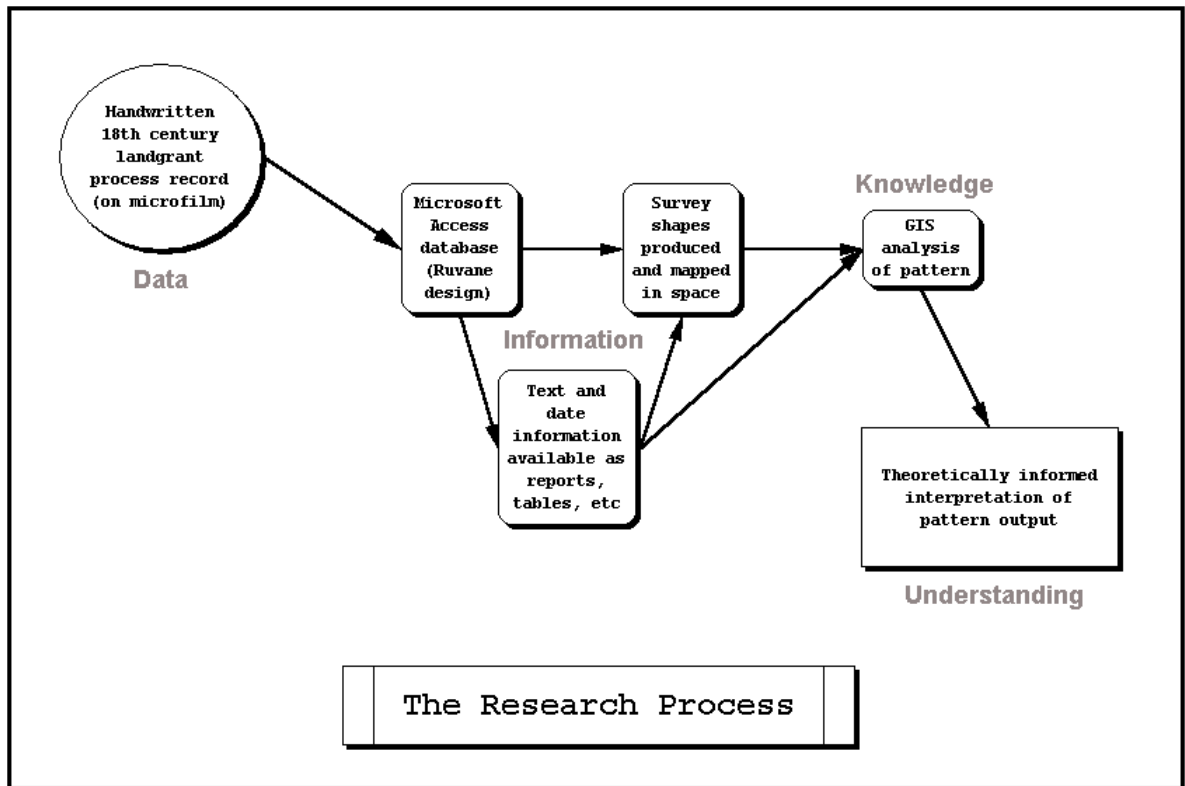 Handwritten
18th century
landgrant
process record
(on microfilm)
Data
Microsoft
Access
database
(Ruvane
design)
Survey
shapes
produced
and mapped
in space
Knowledge
GIS
analysis
of pattern
Information
Text and
date
information
available as
reports,
tables, etc
Theoretically informed
interpretation of
pattern output
Understanding
The Research Process